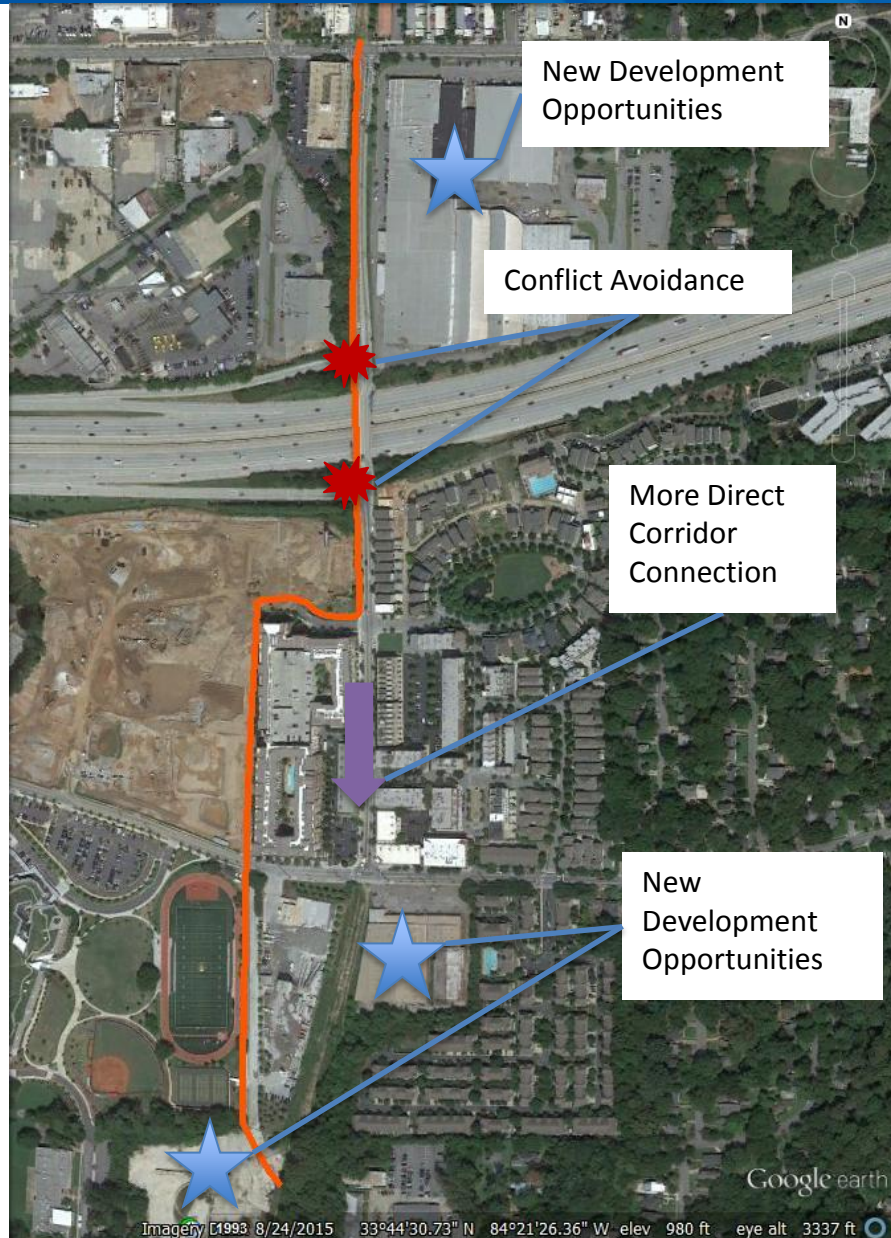 N
New Development
Opportunities
Conflict Avoidance
More Direct
Corridor
Connection
New
Development
Opportunities
Google earth
Imagery D 1993 8/24/2015 33°44'30.73" N 84°21'26.36" W elev 980 ft eye alt 3337 ft